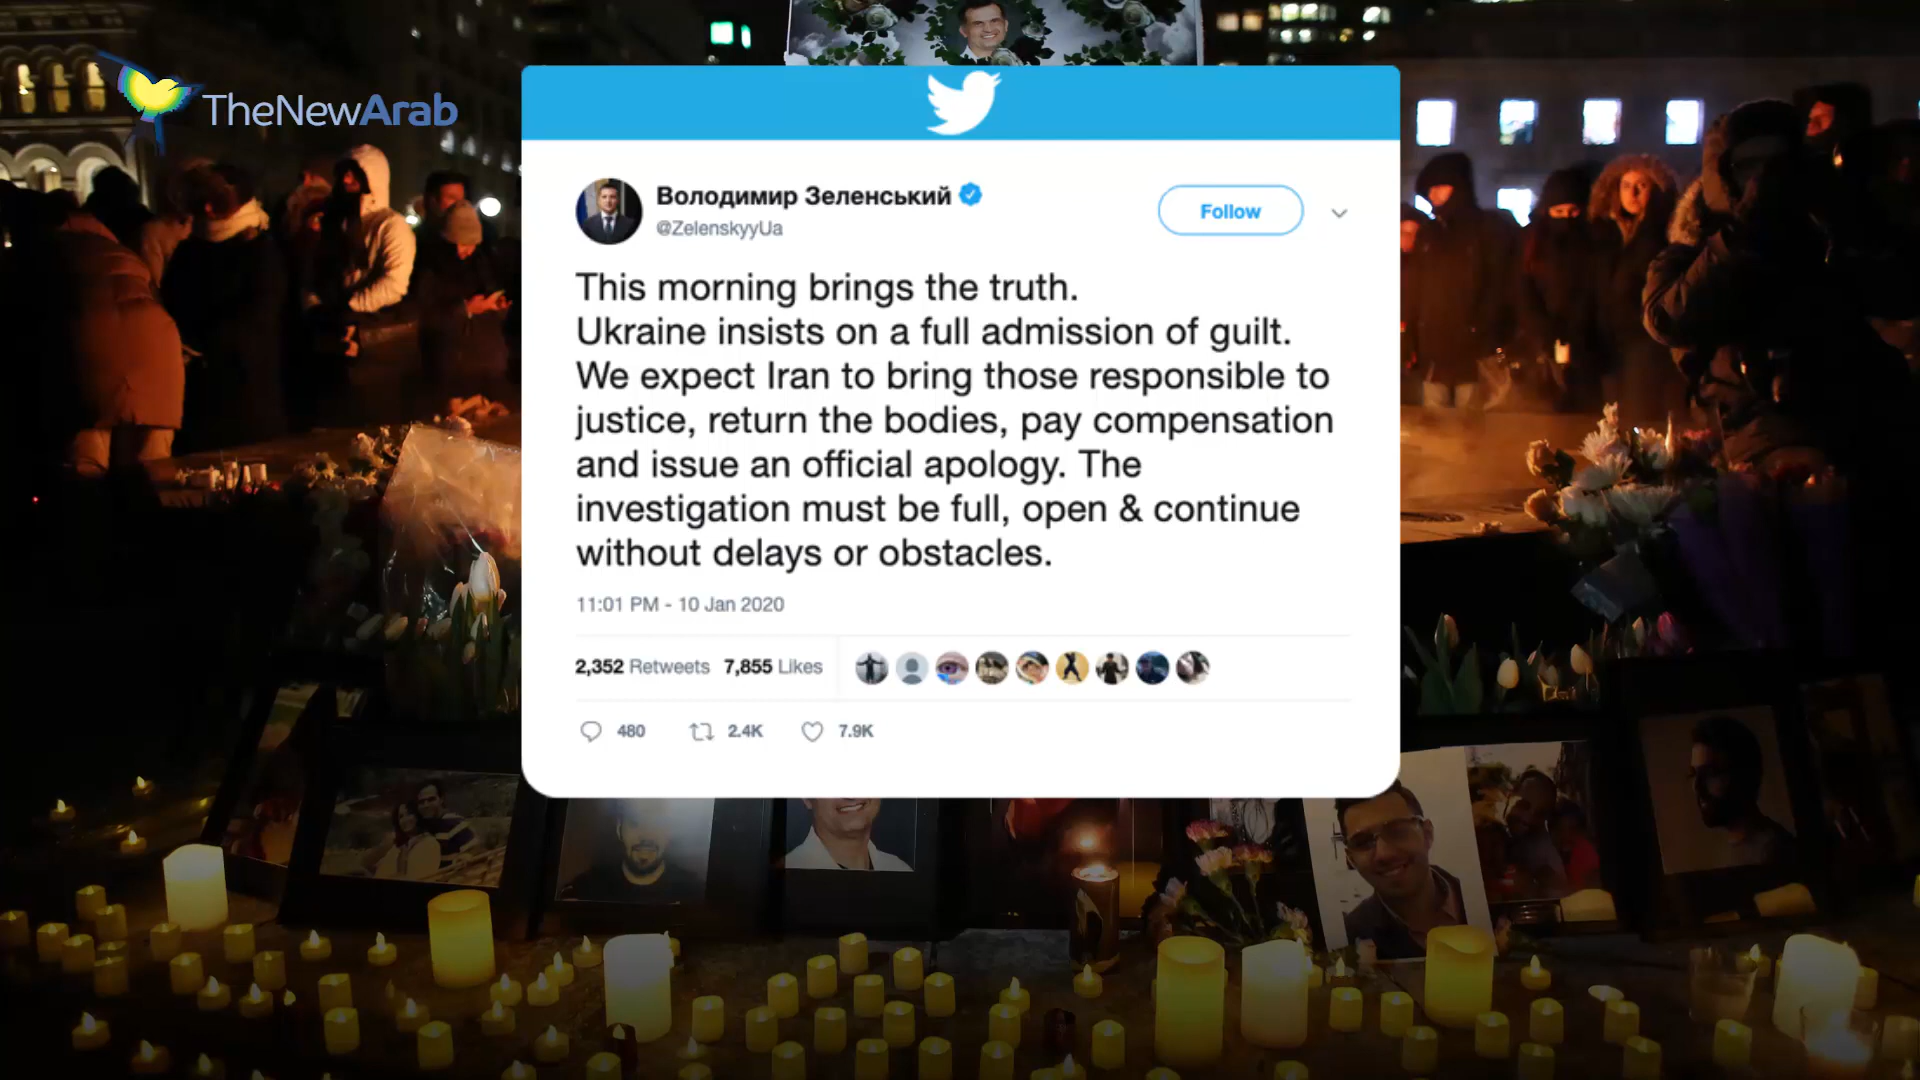 TheNewArab
Володимир Зеленський
@ZelenskyyUa
Follow
This morning brings the truth.
Ukraine insists on a full admission of guilt.
We expect Iran to bring those responsible to
justice, return the bodies, pay compensation
and issue an official apology. The
investigation must be full, open & continue
without delays or obstacles.
11:01 PM - 10 Jan 2020
2,352 Retweets 7,855 Likes
480 2.4K 7.9K